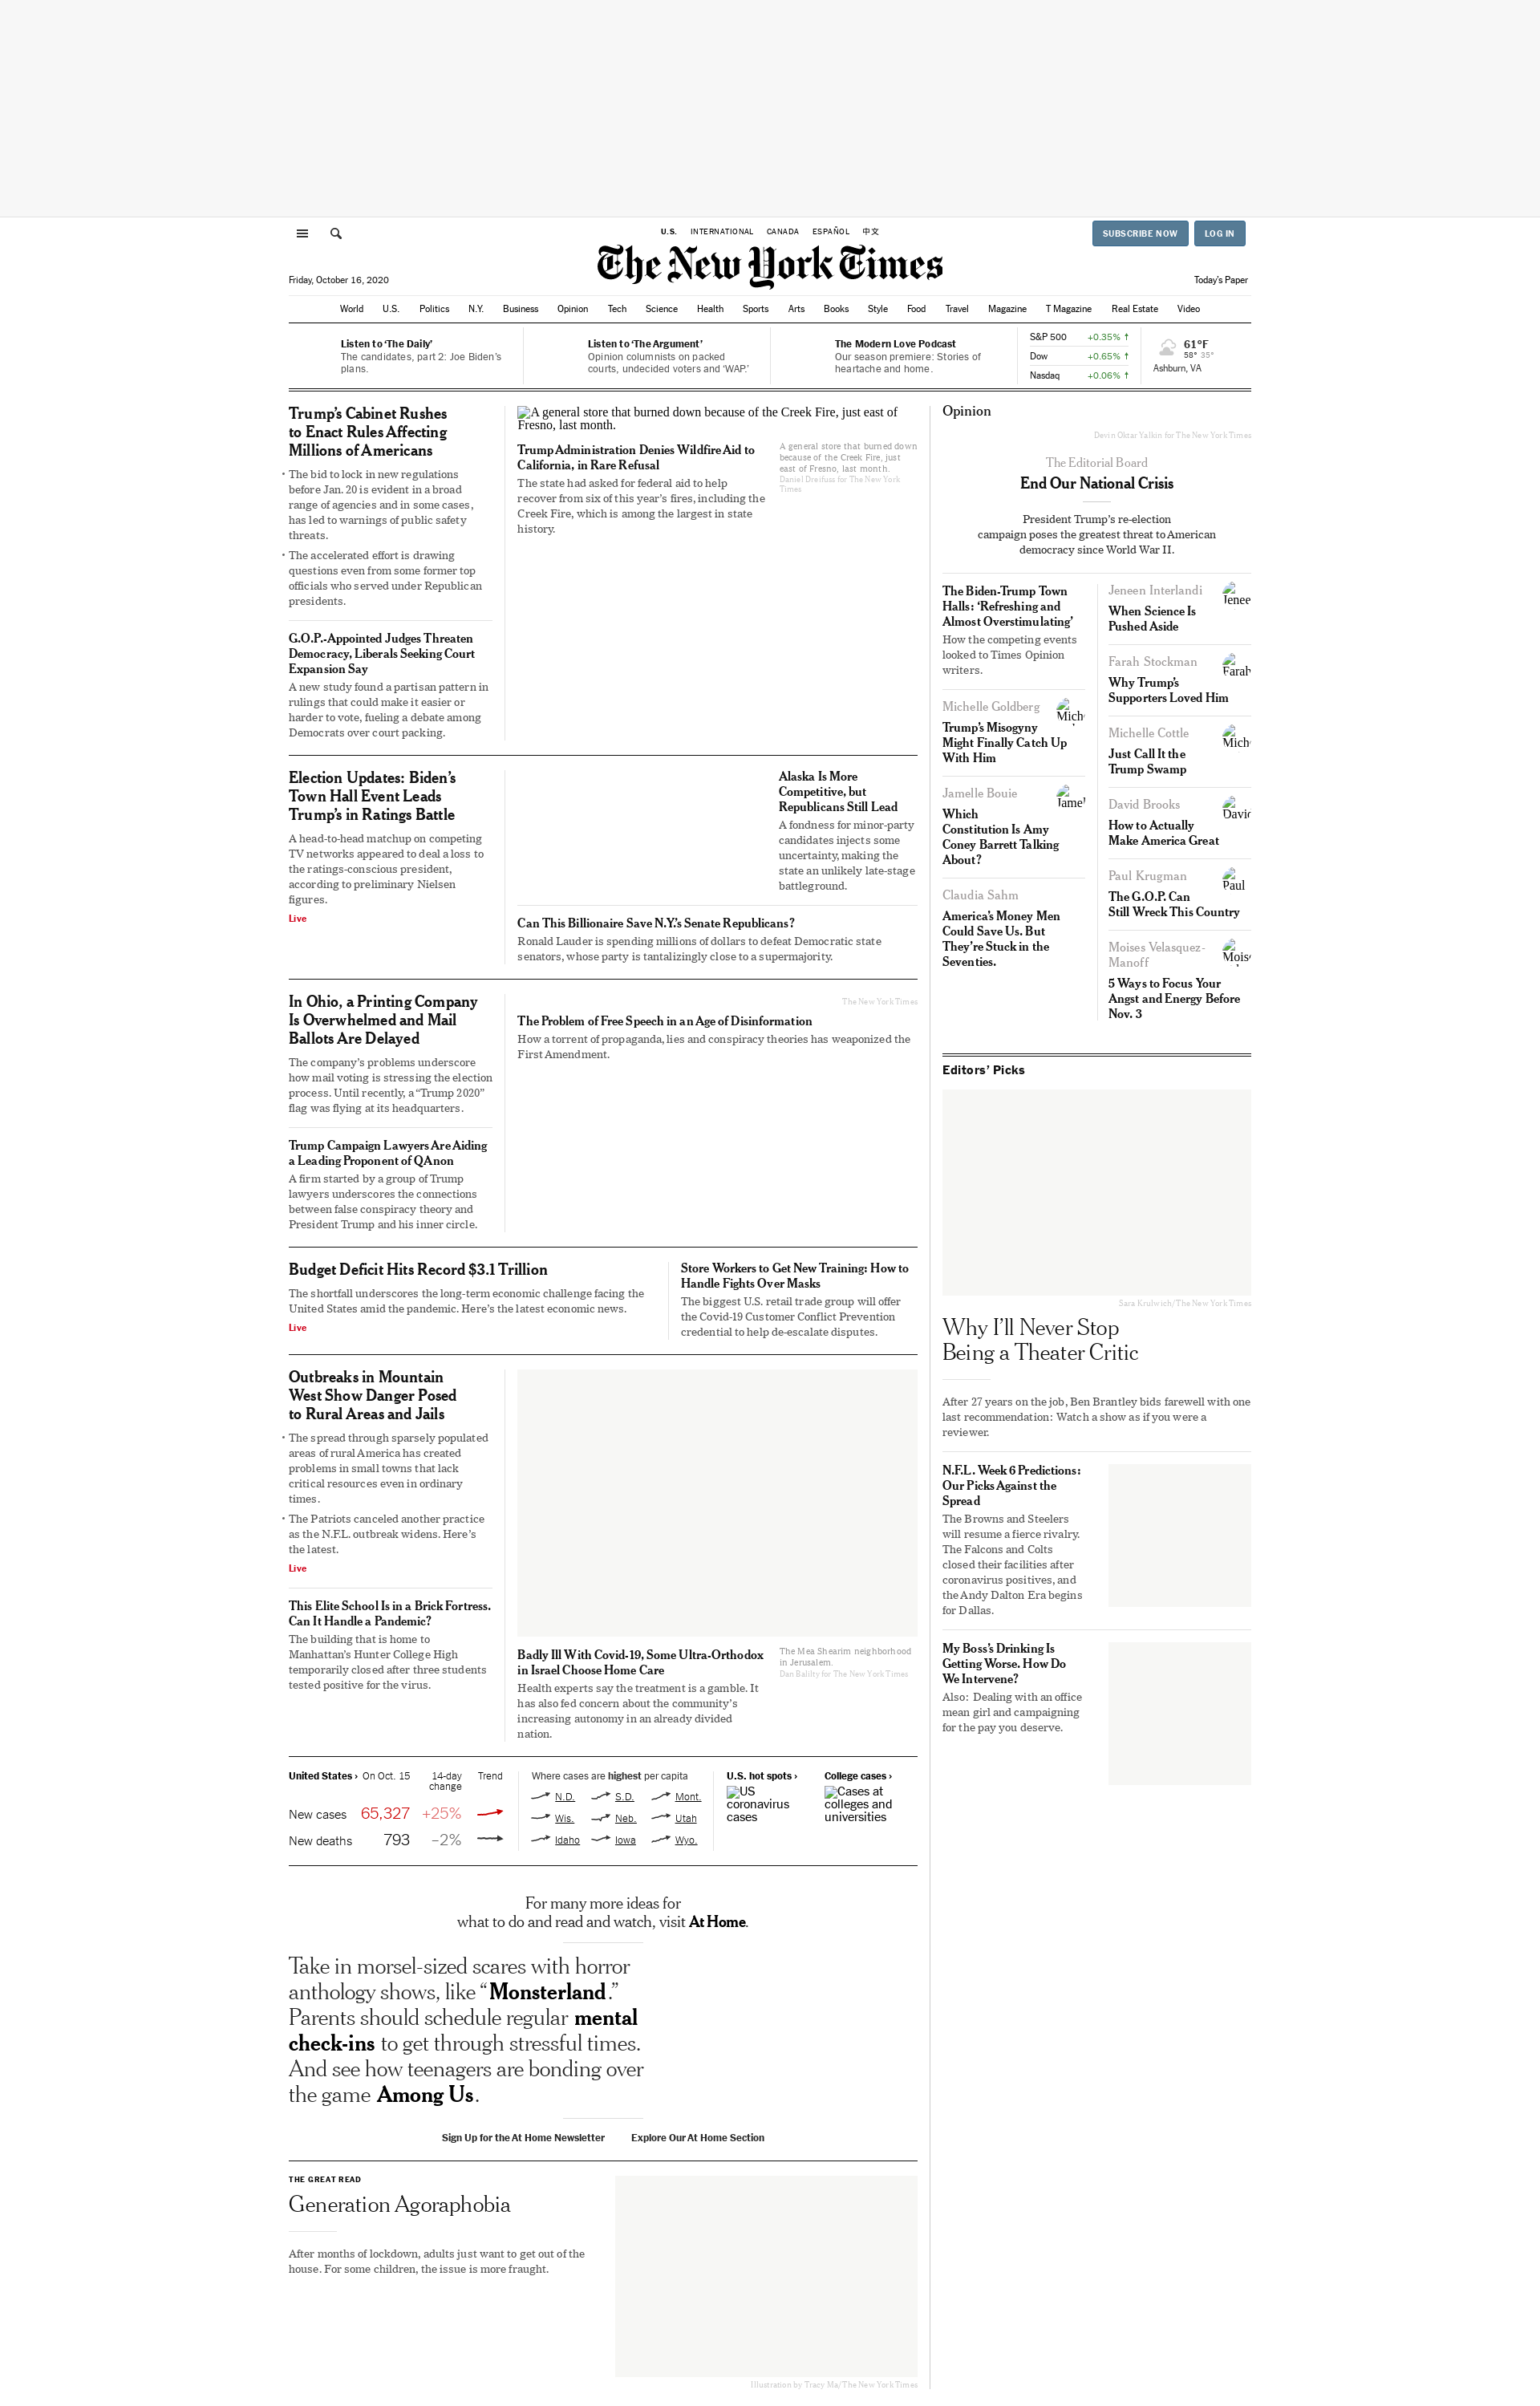 U.S. INTERNATIONAL CANADA ESPAÑOL 中文
SUBSCRIBE NOW LOG IN
The New York Times
Friday, October 16, 2020
Today's Paper
World U.S. Politics N.Y. Business Opinion Tech Science Health Sports Arts Books Style Food Travel Magazine T Magazine Real Estate Video
Listen to ‘The Daily’
The candidates, part 2: Joe Biden’s
plans.
Listen to ‘The Argument’
Opinion columnists on packed
courts, undecided voters and ‘WAP.’
The Modern Love Podcast
Our season premiere: Stories of
heartache and home.
S&P 500 +0.35% ↑
Dow +0.65% ↑
Nasdaq +0.06% ↑
61°F
58° 35°
Ashburn, VA
Trump’s Cabinet Rushes
to Enact Rules Affecting
Millions of Americans
• The bid to lock in new regulations
before Jan. 20 is evident in a broad
range of agencies and in some cases,
has led to warnings of public safety
threats.
• The accelerated effort is drawing
questions even from some former top
officials who served under Republican
presidents.
G.O.P.-Appointed Judges Threaten
Democracy, Liberals Seeking Court
Expansion Say
A new study found a partisan pattern in
rulings that could make it easier or
harder to vote, fueling a debate among
Democrats over court packing.
A general store that burned down because of the Creek Fire, just east of
Fresno, last month.
Trump Administration Denies Wildfire Aid to
California, in Rare Refusal
The state had asked for federal aid to help
recover from six of this year’s fires, including the
Creek Fire, which is among the largest in state
history.
A general store that burned down
because of the Creek Fire, just
east of Fresno, last month.
Daniel Dreifuss for The New York
Times
Election Updates: Biden’s
Town Hall Event Leads
Trump’s in Ratings Battle
A head-to-head matchup on competing
TV networks appeared to deal a loss to
the ratings-conscious president,
according to preliminary Nielsen
figures.
Live
Alaska Is More
Competitive, but
Republicans Still Lead
A fondness for minor-party
candidates injects some
uncertainty, making the
state an unlikely late-stage
battleground.
Can This Billionaire Save N.Y.’s Senate Republicans?
Ronald Lauder is spending millions of dollars to defeat Democratic state
senators, whose party is tantalizingly close to a supermajority.
In Ohio, a Printing Company
Is Overwhelmed and Mail
Ballots Are Delayed
The company’s problems underscore
how mail voting is stressing the election
process. Until recently, a “Trump 2020”
flag was flying at its headquarters.
Trump Campaign Lawyers Are Aiding
a Leading Proponent of QAnon
A firm started by a group of Trump
lawyers underscores the connections
between false conspiracy theory and
President Trump and his inner circle.
The New York Times
The Problem of Free Speech in an Age of Disinformation
How a torrent of propaganda, lies and conspiracy theories has weaponized the
First Amendment.
Budget Deficit Hits Record $3.1 Trillion
The shortfall underscores the long-term economic challenge facing the
United States amid the pandemic. Here’s the latest economic news.
Live
Store Workers to Get New Training: How to
Handle Fights Over Masks
The biggest U.S. retail trade group will offer
the Covid-19 Customer Conflict Prevention
credential to help de-escalate disputes.
Outbreaks in Mountain
West Show Danger Posed
to Rural Areas and Jails
• The spread through sparsely populated
areas of rural America has created
problems in small towns that lack
critical resources even in ordinary
times.
• The Patriots canceled another practice
as the N.F.L. outbreak widens. Here’s
the latest.
Live
This Elite School Is in a Brick Fortress.
Can It Handle a Pandemic?
The building that is home to
Manhattan’s Hunter College High
temporarily closed after three students
tested positive for the virus.
Badly Ill With Covid-19, Some Ultra-Orthodox
in Israel Choose Home Care
Health experts say the treatment is a gamble. It
has also fed concern about the community’s
increasing autonomy in an already divided
nation.
The Mea Shearim neighborhood
in Jerusalem.
Dan Balilty for The New York Times
United States › On Oct. 15 14-day
change Trend
New cases 65,327 +25%
New deaths 793 –2%
Where cases are highest per capita
N.D. S.D. Mont.
Wis. Neb. Utah
Idaho Iowa Wyo.
U.S. hot spots ›
US
coronavirus
cases
College cases ›
Cases at
colleges and
universities
For many more ideas for
what to do and read and watch, visit At Home.
Take in morsel-sized scares with horror
anthology shows, like “Monsterland.”
Parents should schedule regular mental
check-ins to get through stressful times.
And see how teenagers are bonding over
the game Among Us.
Sign Up for the At Home Newsletter Explore Our At Home Section
THE GREAT READ
Generation Agoraphobia
After months of lockdown, adults just want to get out of the
house. For some children, the issue is more fraught.
Illustration by Tracy Ma/The New York Times
Opinion
Devin Oktar Yalkin for The New York Times
The Editorial Board
End Our National Crisis
President Trump’s re-election
campaign poses the greatest threat to American
democracy since World War II.
The Biden-Trump Town
Halls: ‘Refreshing and
Almost Overstimulating’
How the competing events
looked to Times Opinion
writers.
Michelle Goldberg
Trump’s Misogyny
Might Finally Catch Up
With Him
Jamelle Bouie
Which
Constitution Is Amy
Coney Barrett Talking
About?
Claudia Sahm
America’s Money Men
Could Save Us. But
They’re Stuck in the
Seventies.
Jeneen Interlandi
When Science Is
Pushed Aside
Farah Stockman
Why Trump’s
Supporters Loved Him
Michelle Cottle
Just Call It the
Trump Swamp
David Brooks
How to Actually
Make America Great
Paul Krugman
The G.O.P. Can
Still Wreck This Country
Moises Velasquez-
Manoff
5 Ways to Focus Your
Angst and Energy Before
Nov. 3
Editors’ Picks
Sara Krulwich/The New York Times
Why I’ll Never Stop
Being a Theater Critic
After 27 years on the job, Ben Brantley bids farewell with one
last recommendation: Watch a show as if you were a
reviewer.
N.F.L. Week 6 Predictions:
Our Picks Against the
Spread
The Browns and Steelers
will resume a fierce rivalry.
The Falcons and Colts
closed their facilities after
coronavirus positives, and
the Andy Dalton Era begins
for Dallas.
My Boss’s Drinking Is
Getting Worse. How Do
We Intervene?
Also: Dealing with an office
mean girl and campaigning
for the pay you deserve.